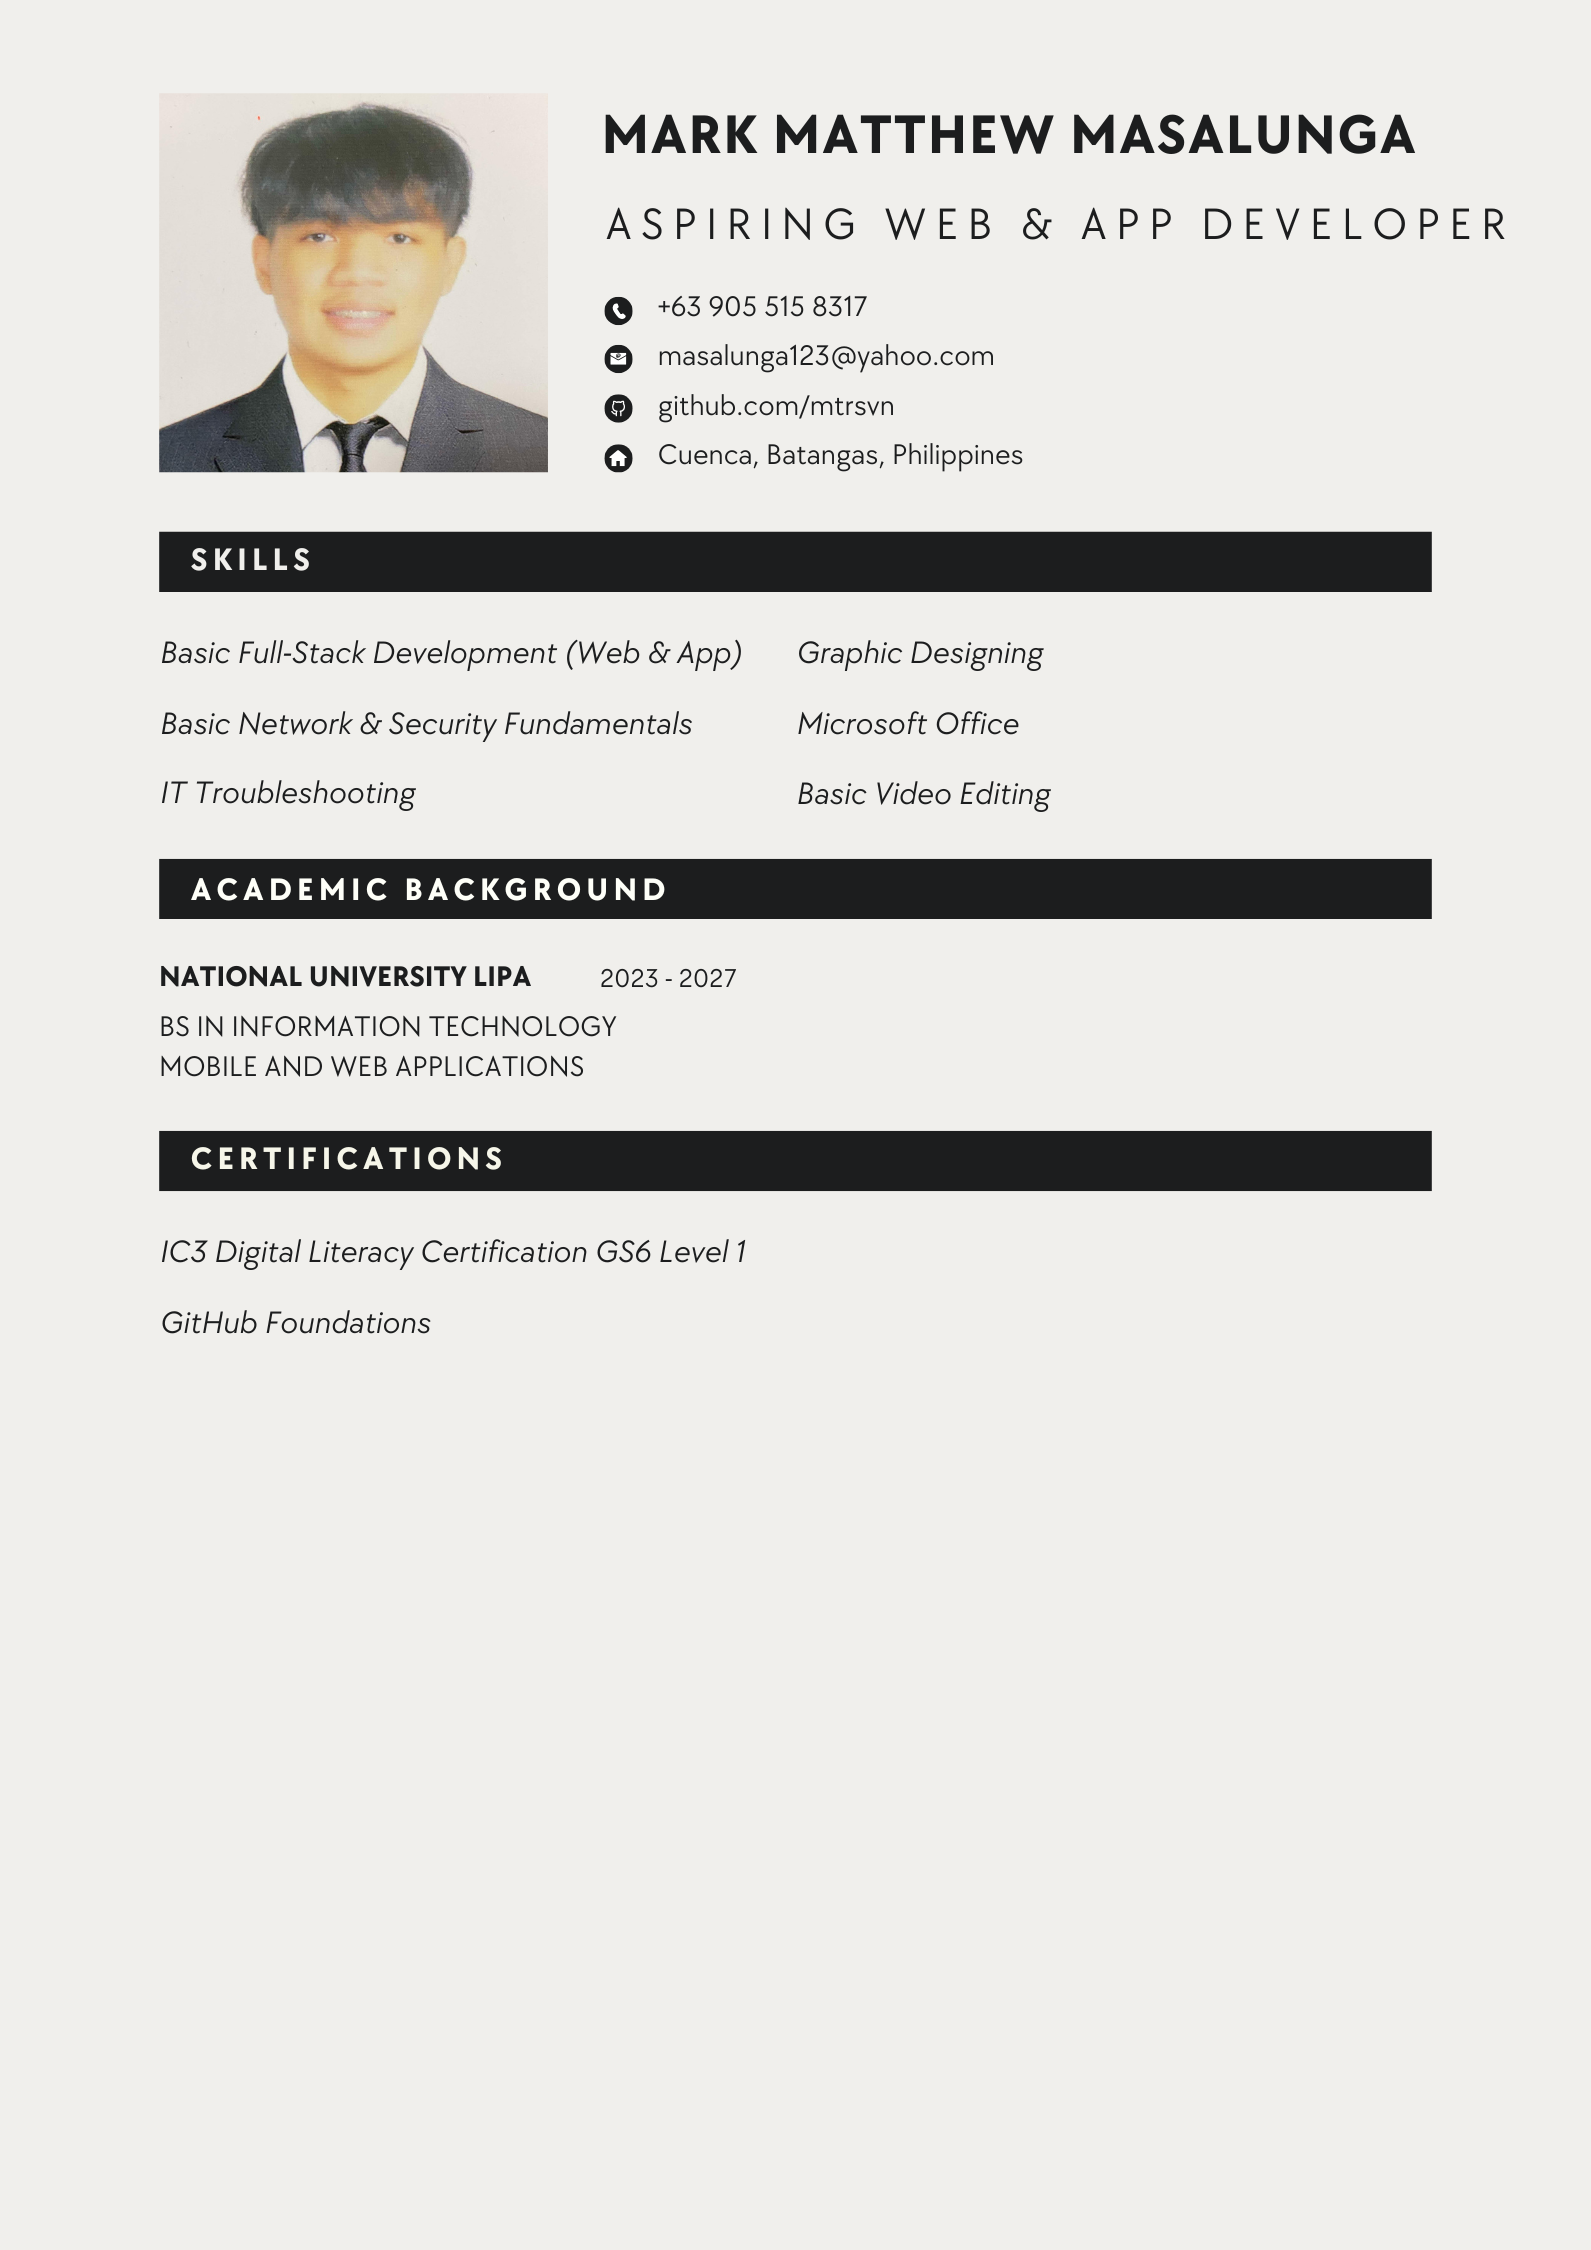 MARK MATTHEW MASALUNGA
ASPIRING WEB & APP DEVELOPER
+63 905 515 8317
masalunga123@yahoo.com
github.com/mtrsvn
Cuenca, Batangas, Philippines
SKILLS
Basic Full-Stack Development (Web & App)
Graphic Designing
Basic Network & Security Fundamentals
Microsoft Office
IT Troubleshooting
Basic Video Editing
ACADEMIC BACKGROUND
NATIONAL UNIVERSITY LIPA 2023 - 2027
BS IN INFORMATION TECHNOLOGY
MOBILE AND WEB APPLICATIONS
CERTIFICATIONS
IC3 Digital Literacy Certification GS6 Level 1
GitHub Foundations